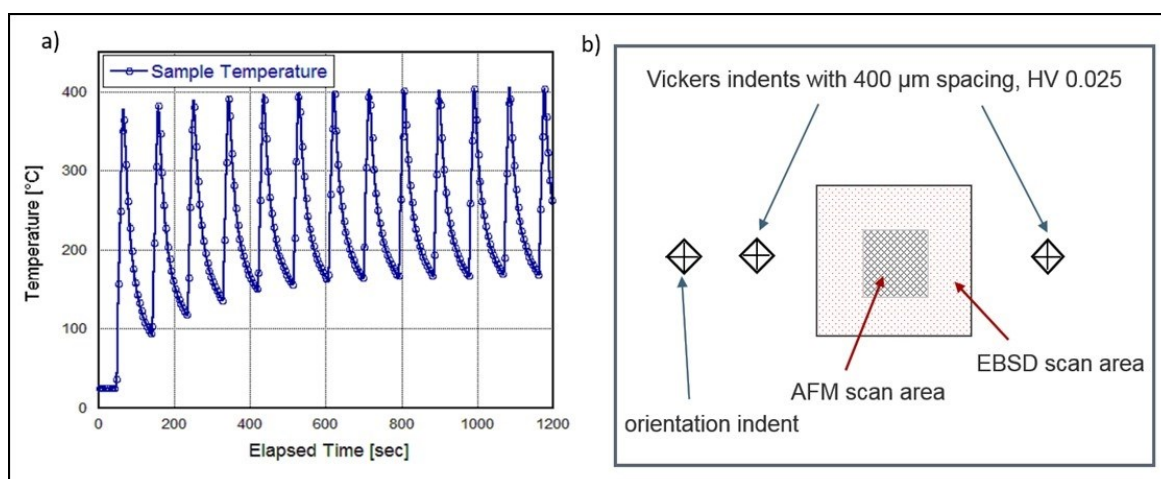 a)
Sample Temperature
400
300
200
100
0
Temperature [°C]
0 200 400 600 800 1000 1200
Elapsed Time [sec]
b)
Vickers indents with 400 µm spacing, HV 0.025
EBSD scan area
AFM scan area
orientation indent